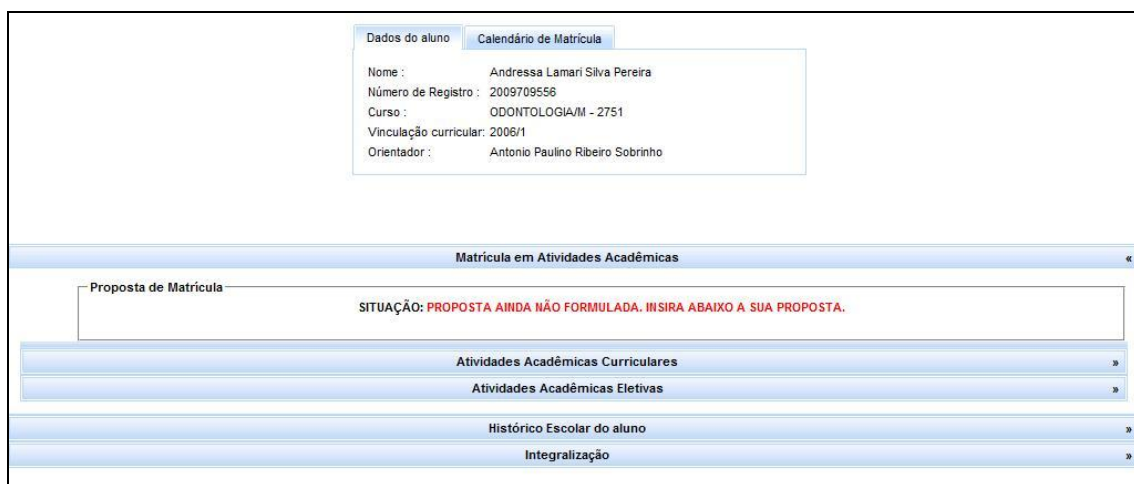 Dados do aluno Calendário de Matrícula
Nome : Andressa Lamari Silva Pereira
Número de Registro : 2009709556
Curso : ODONTOLOGIA/M - 2751
Vinculação curricular: 2006/1
Orientador : Antonio Paulino Ribeiro Sobrinho
Matrícula em Atividades Acadêmicas «
Proposta de Matrícula
SITUAÇÃO: PROPOSTA AINDA NÃO FORMULADA. INSIRA ABAIXO A SUA PROPOSTA.
Atividades Acadêmicas Curriculares »
Atividades Acadêmicas Eletivas »
Histórico Escolar do aluno »
Integralização »